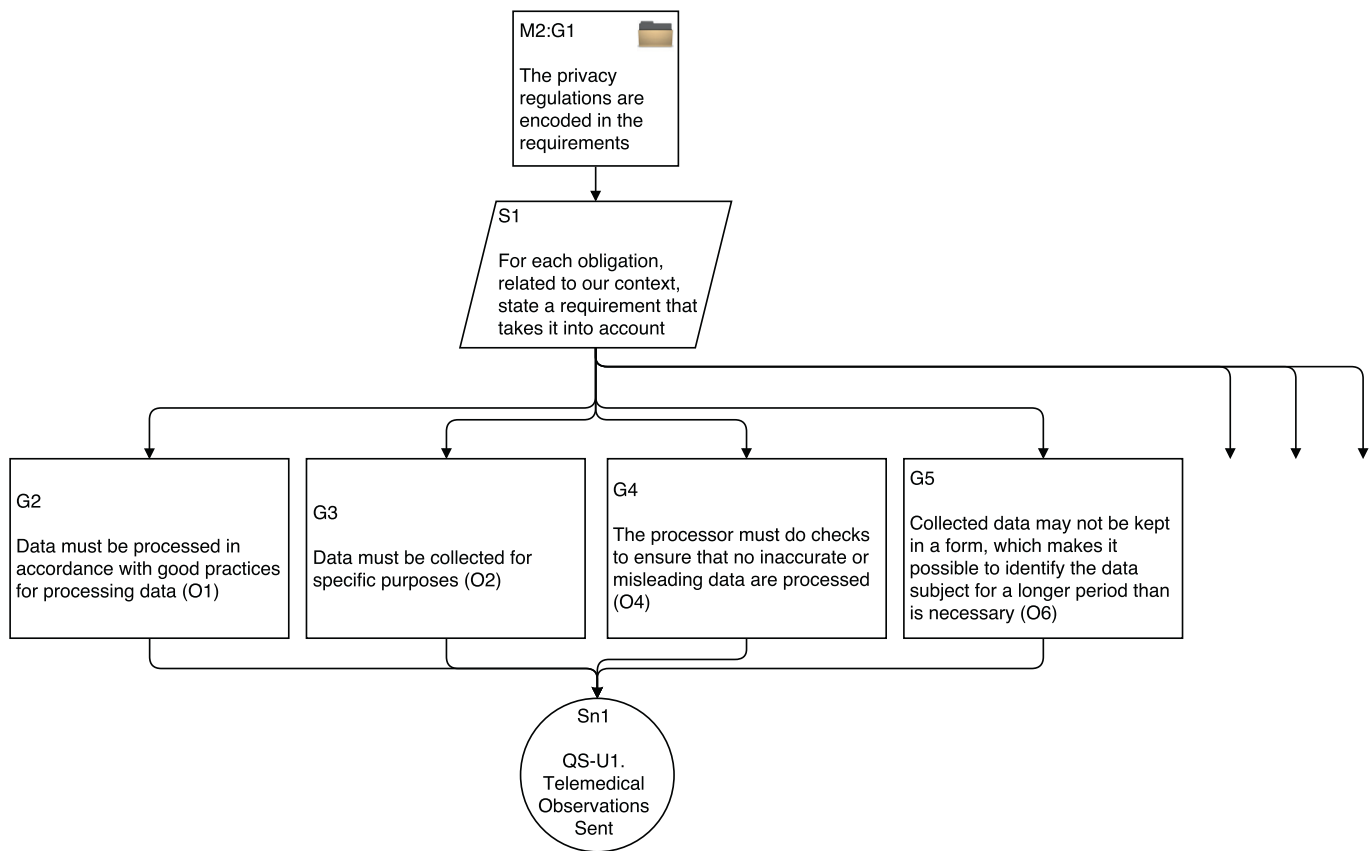 M2:G1
The privacy
regulations are
encoded in the
requirements
S1
For each obligation,
related to our context,
state a requirement that
takes it into account
G2
Data must be processed in
accordance with good practices
for processing data (O1)
G3
Data must be collected for
specific purposes (O2)
G4
The processor must do checks
to ensure that no inaccurate or
misleading data are processed
(O4)
G5
Collected data may not be kept
in a form, which makes it
possible to identify the data
subject for a longer period than
is necessary (O6)
Sn1
QS-U1.
Telemedical
Observations
Sent